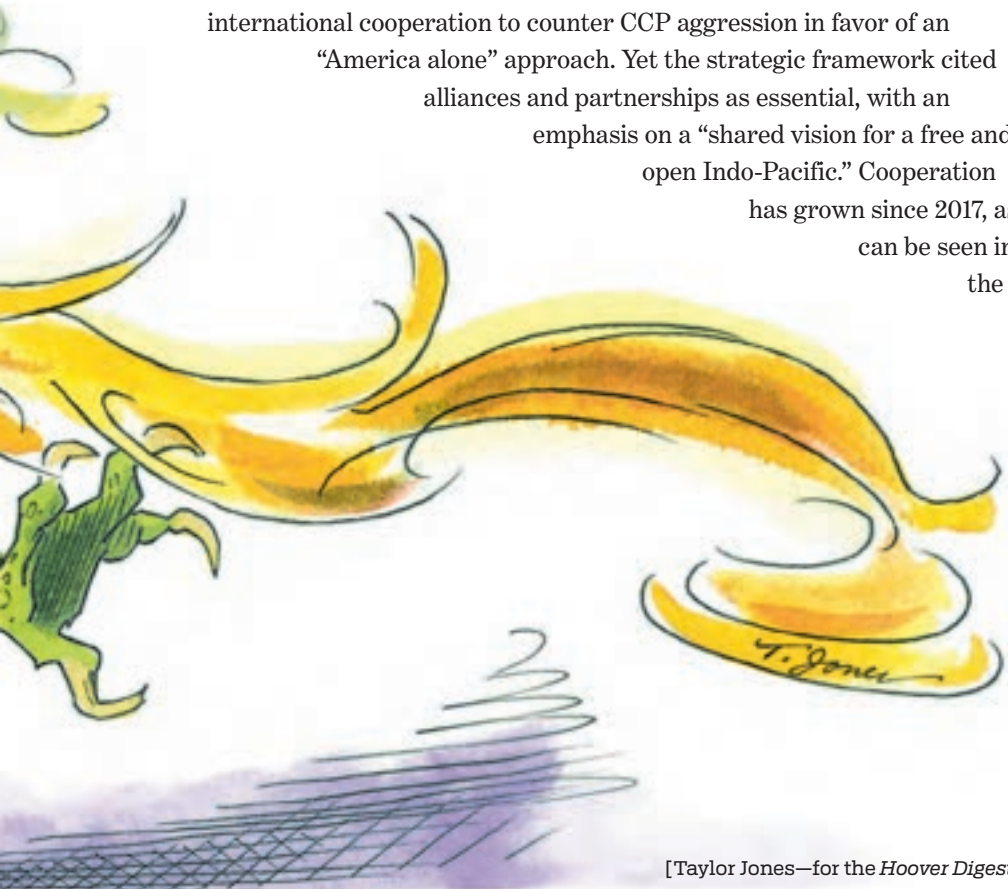 international cooperation to counter CCP aggression in favor of an
“America alone” approach. Yet the strategic framework cited
alliances and partnerships as essential, with an
emphasis on a “shared vision for a free and
open Indo-Pacific.” Cooperation
has grown since 2017, as
can be seen in
the
T. Jones
[Taylor Jones—for the Hoover Digest